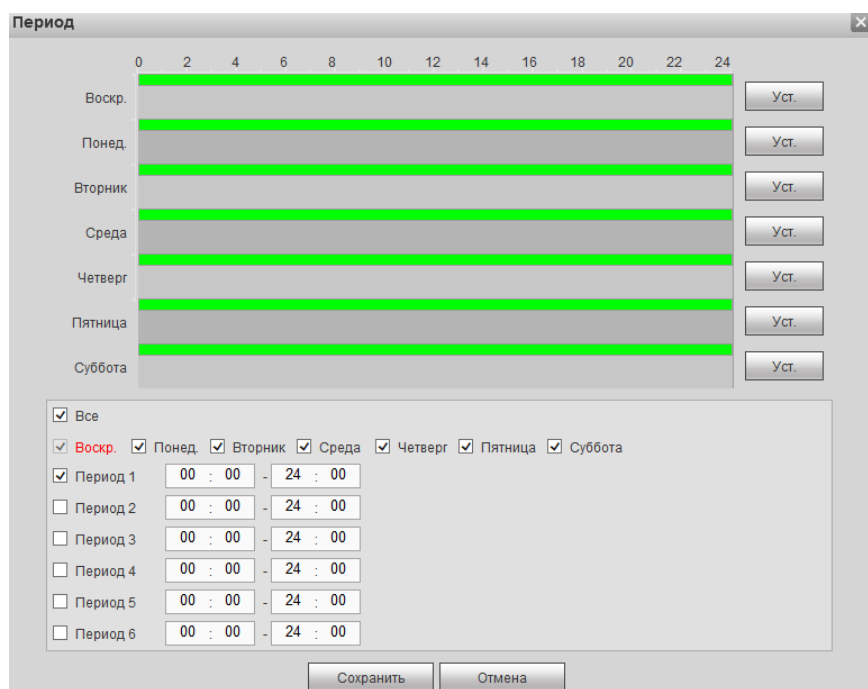 Период
0 2 4 6 8 10 12 14 16 18 20 22 24
Воскр. Уст.
Понед. Уст.
Вторник Уст.
Среда Уст.
Четверг Уст.
Пятница Уст.
Суббота Уст.
Все
Воскр. Понед. Вторник Среда Четверг Пятница Суббота
Период 1 00 : 00 - 24 : 00
Период 2 00 : 00 - 24 : 00
Период 3 00 : 00 - 24 : 00
Период 4 00 : 00 - 24 : 00
Период 5 00 : 00 - 24 : 00
Период 6 00 : 00 - 24 : 00
Сохранить Отмена